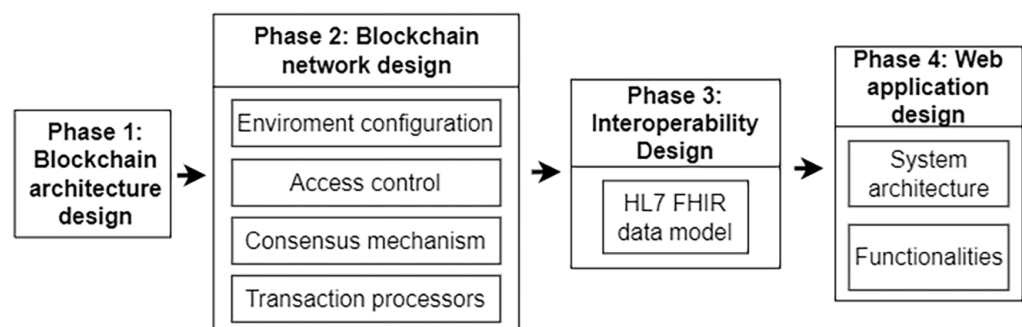 Phase 1:
Blockchain
architecture
design
Phase 2: Blockchain
network design
Enviroment configuration
Access control
Consensus mechanism
Transaction processors
Phase 3:
Interoperability
Design
HL7 FHIR
data model
Phase 4: Web
application
design
System
architecture
Functionalities